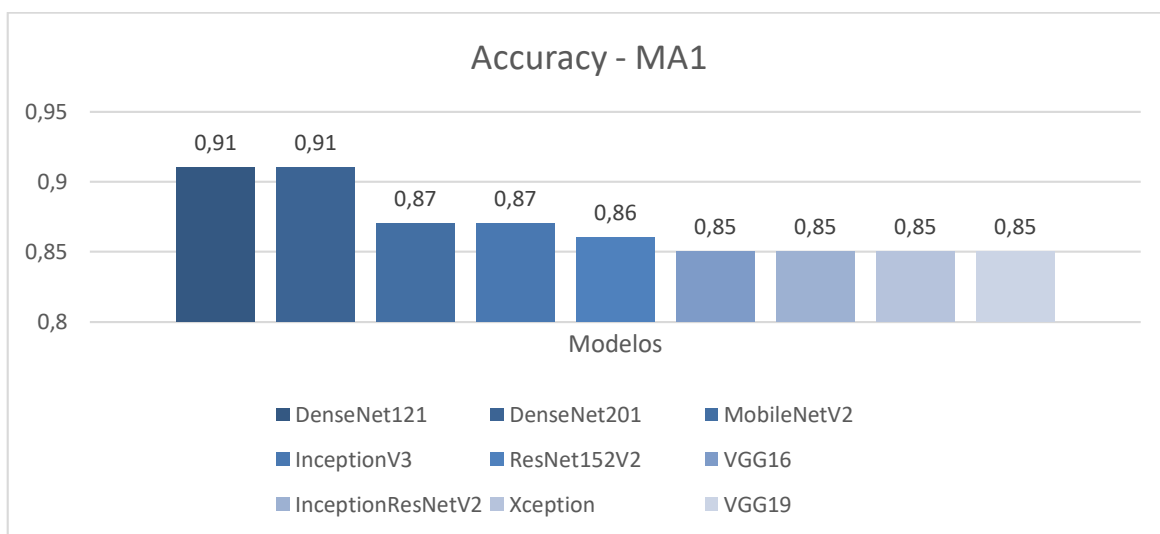 Accuracy - MA1
0,95
0,91 0,91
0,9
0,87 0,87
0,86
0,85 0,85 0,85 0,85
0,85
0,8
Modelos
DenseNet121 DenseNet201 MobileNetV2
InceptionV3 ResNet152V2 VGG16
InceptionResNetV2 Xception VGG19